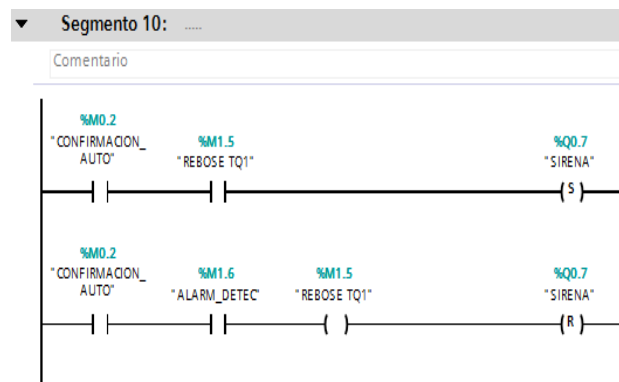 Segmento 10: .....
Comentario
%M0.2
"CONFIRMACION_
AUTO"
%M1.5
"REBOSE TQ1"
%Q0.7
"SIRENA"
S
%M0.2
"CONFIRMACION_
AUTO"
%M1.6
"ALARM_DETEC"
%M1.5
"REBOSE TQ1"
%Q0.7
"SIRENA"
R